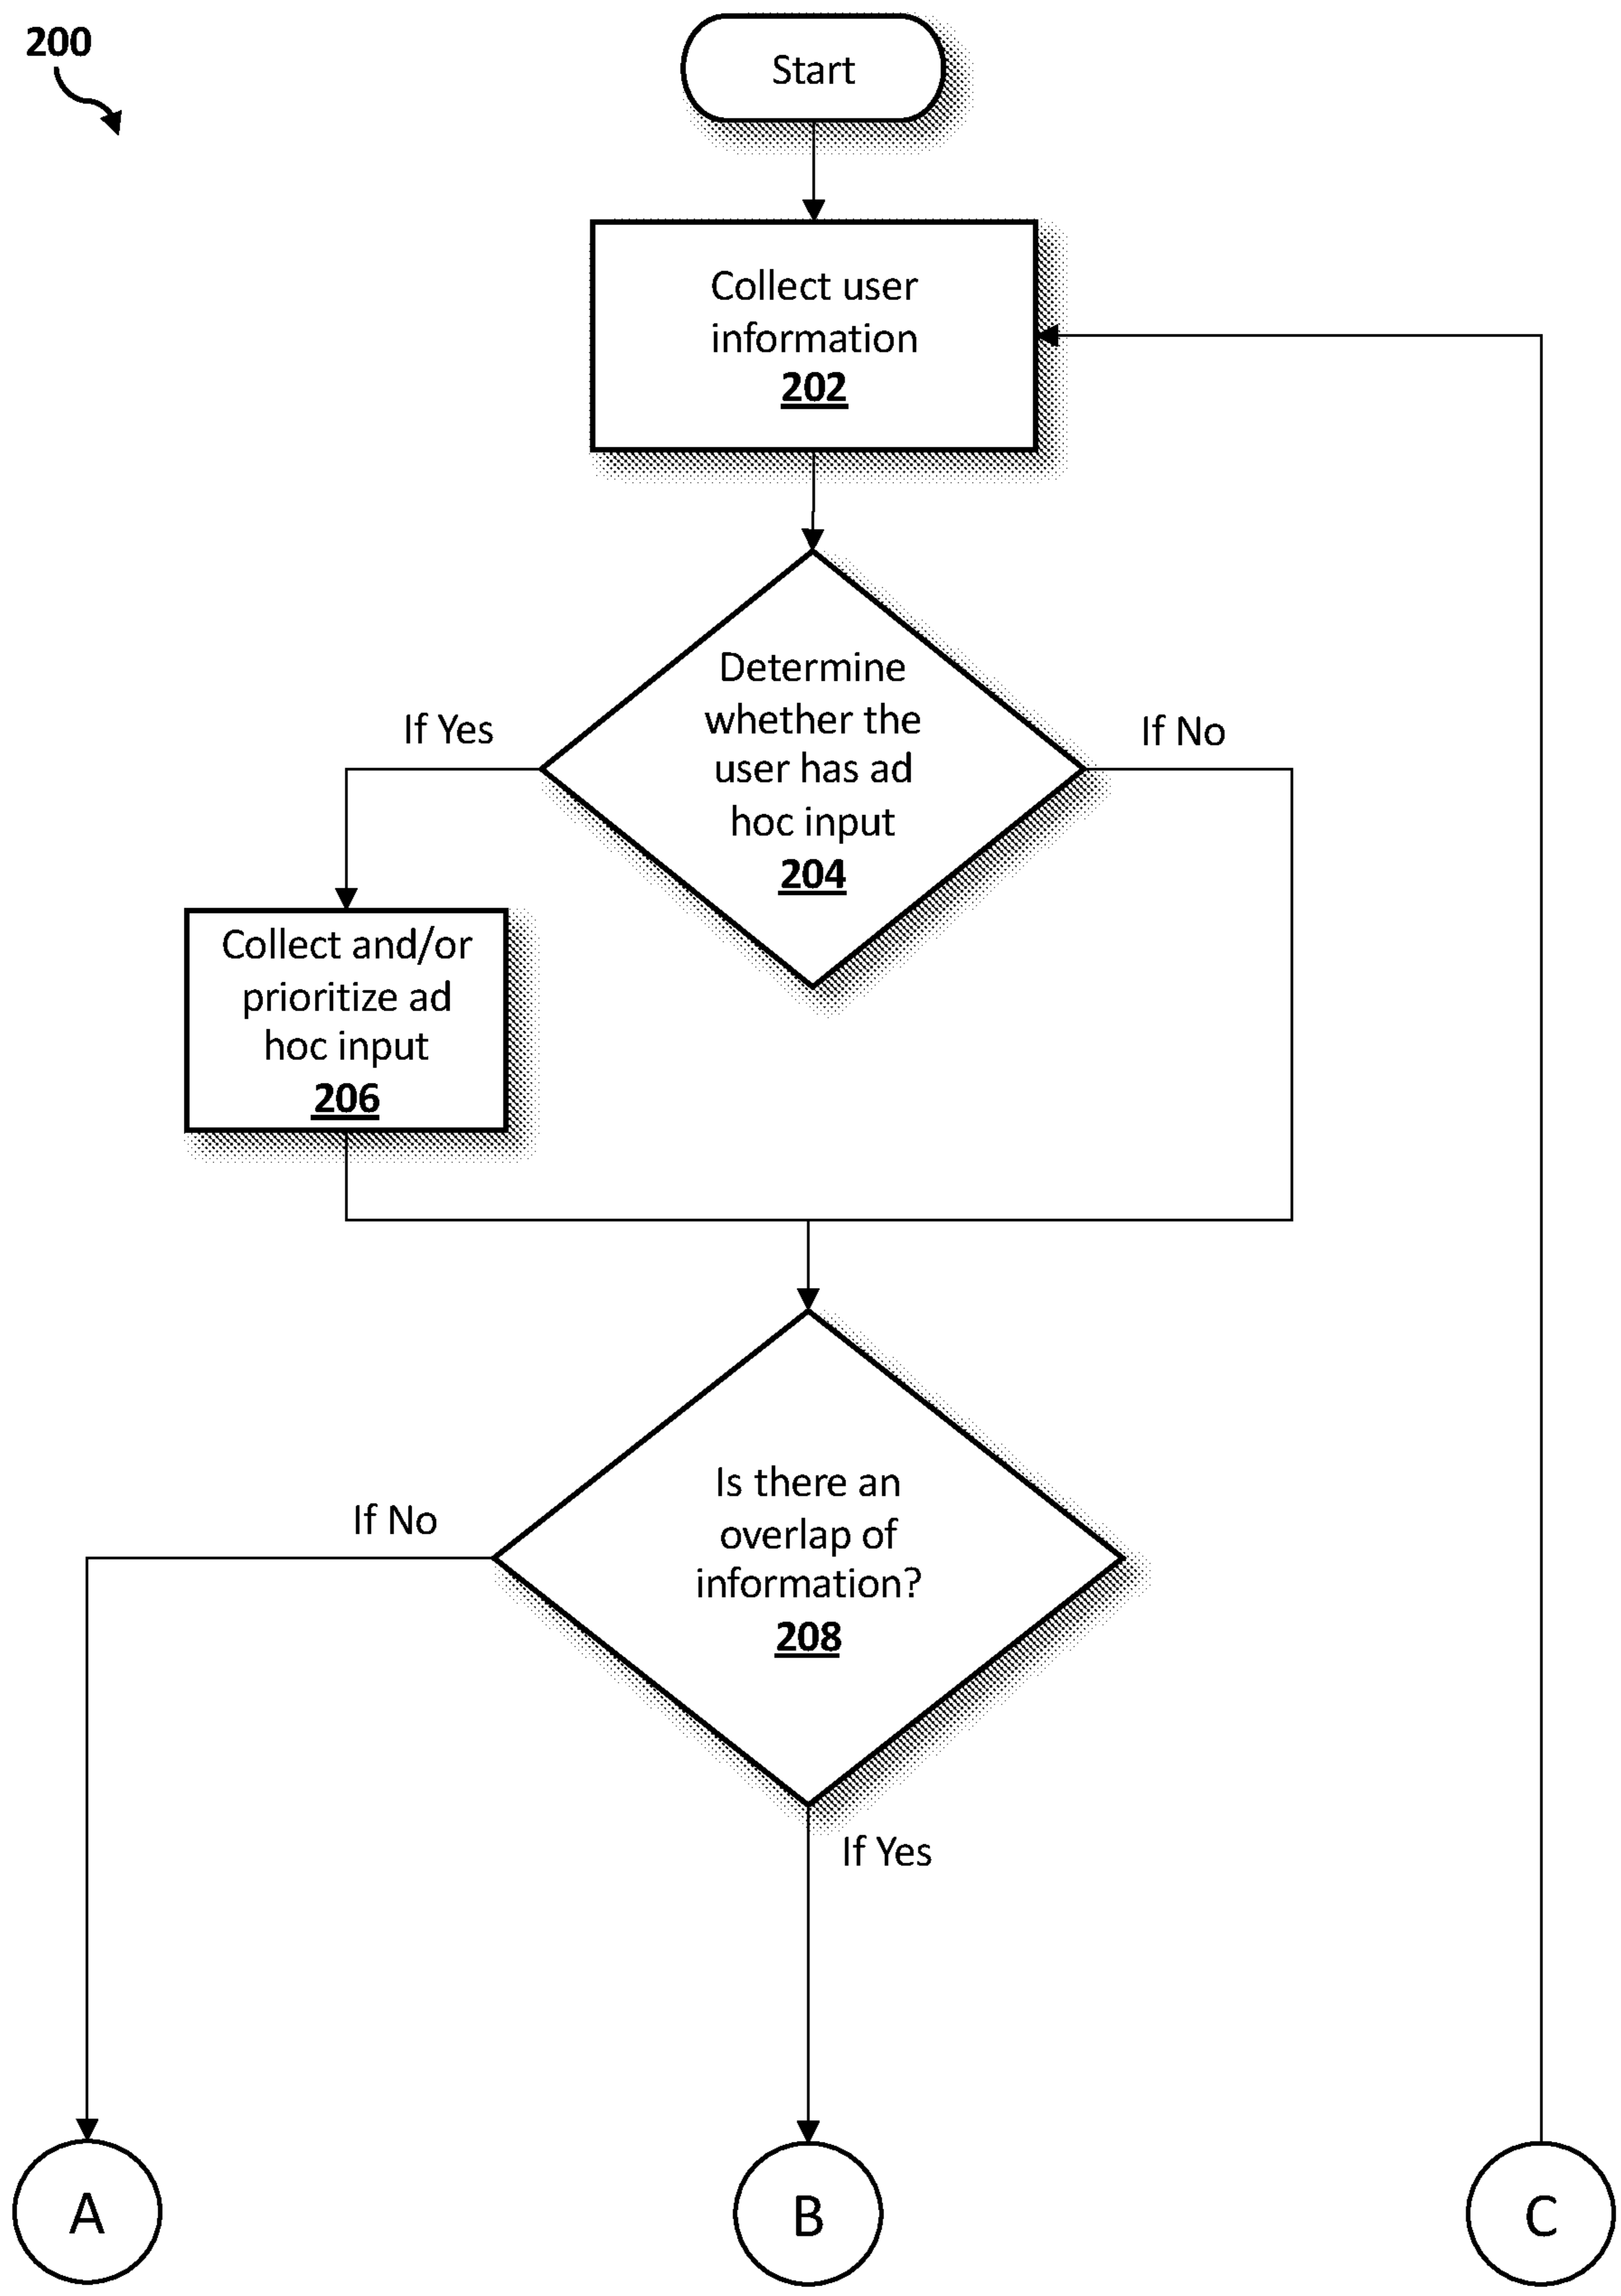 200
Start
Collect user
information
202
Determine
whether the
user has ad
hoc input
204
If Yes
If No
Collect and/or
prioritize ad
hoc input
206
Is there an
overlap of
information?
208
If No
If Yes
A
B
C